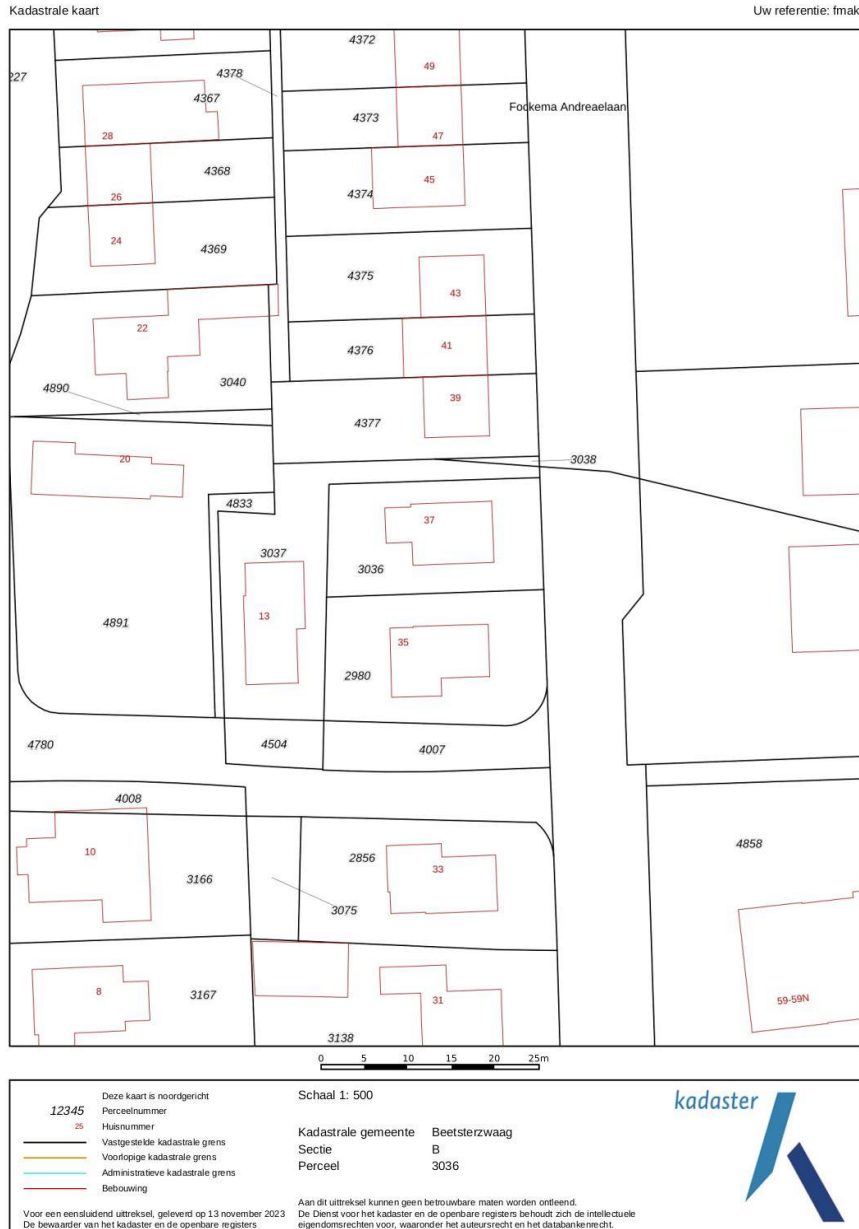 Kadastrale kaart
Uw referentie: fmak
4372
49
227
4378
4367
Fockema Andreaelaan
4373
28
47
4368
45
26
4374
24
4369
4375
43
22
41
4376
4890
3040
39
4377
20
3038
4833
37
3037
3036
13
4891
35
2980
4780
4504
4007
4008
10
2856
4858
33
3166
3075
8
3167
31
59-59N
3138
0 5 10 15 20 25m
Deze kaart is noordgericht
12345 Perceelnummer
25 Huisnummer
Vastgestelde kadastrale grens
Voorlopige kadastrale grens
Administratieve kadastrale grens
Bebouwing
Voor een eensluidend uittreksel, geleverd op 13 november 2023
De bewaarder van het kadaster en de openbare registers
Schaal 1: 500
Kadastrale gemeente Beetsterzwaag
Sectie B
Perceel 3036
Aan dit uittreksel kunnen geen betrouwbare maten worden ontleend.
De Dienst voor het kadaster en de openbare registers behoudt zich de intellectuele
eigendomsrechten voor, waaronder het auteursrecht en het databankenrecht.
kadaster